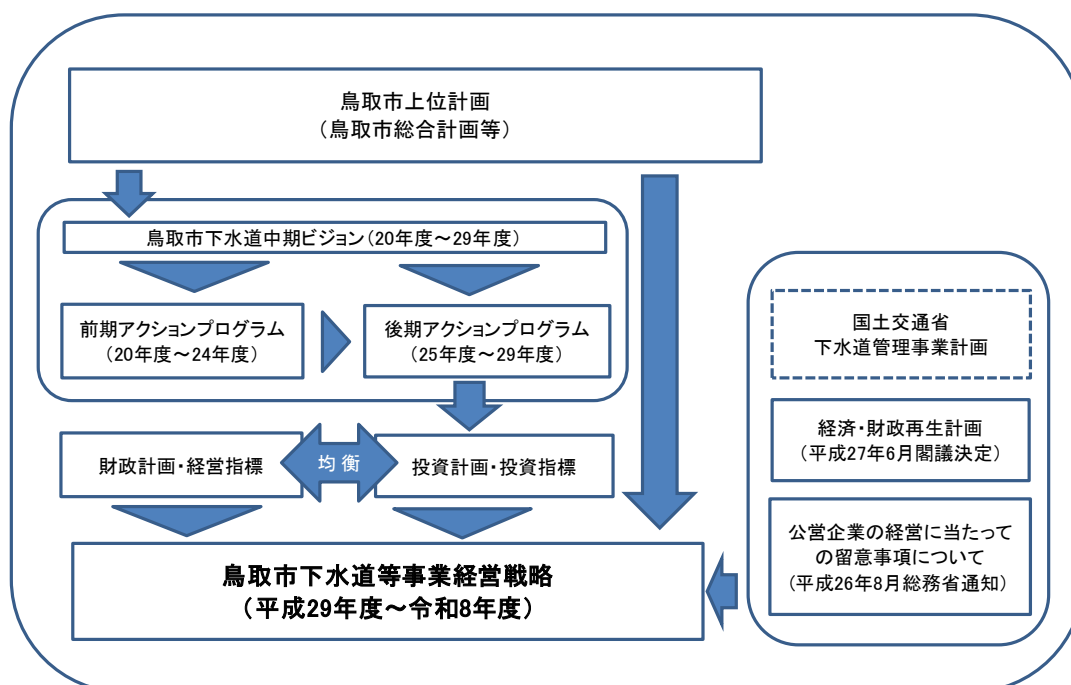 鳥取市上位計画
（鳥取市総合計画等）
鳥取市下水道中期ビジョン（20年度～29年度）
前期アクションプログラム
（20年度～24年度）
後期アクションプログラム
（25年度～29年度）
財政計画・経営指標
均 衡
投資計画・投資指標
鳥取市下水道等事業経営戦略
（平成29年度～令和8年度）
国土交通省
下水道管理事業計画
経済・財政再生計画
（平成27年6月閣議決定）
公営企業の経営に当たって
の留意事項について
（平成26年8月総務省通知）